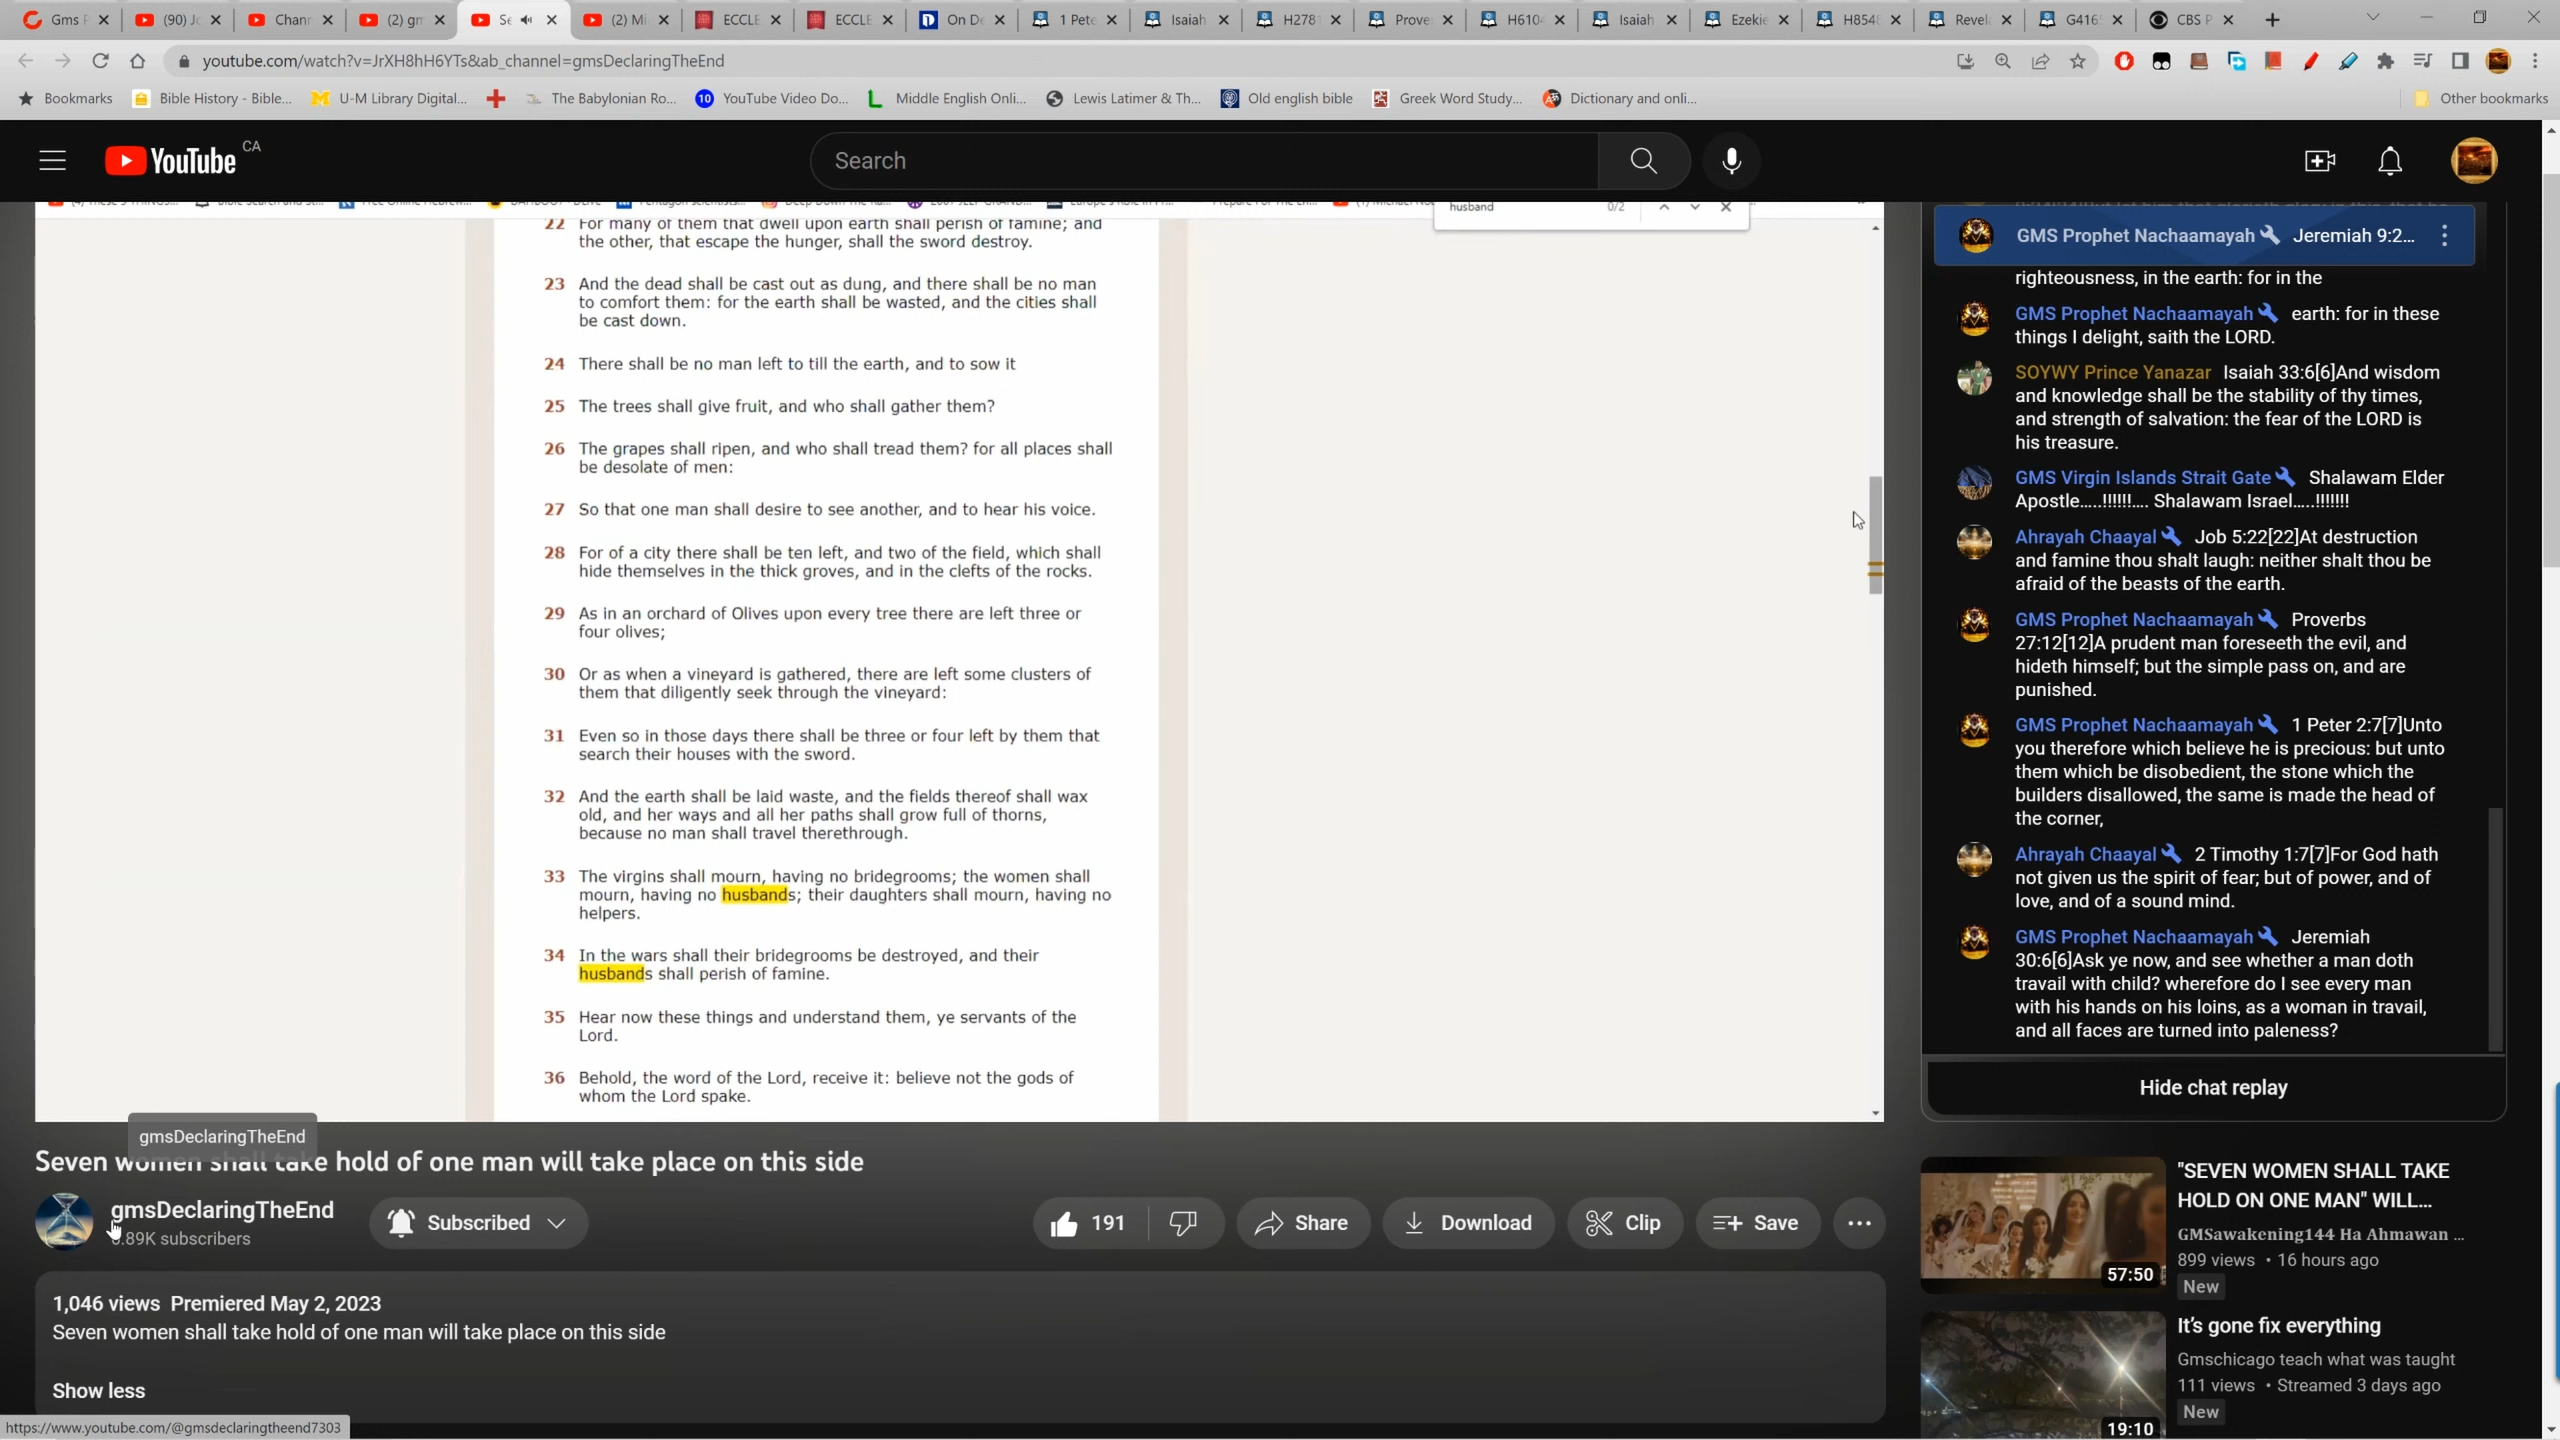 Gms F
(90) Jo
Chann
(2) gm
Se
(2) Mi
ECCLE
ECCLE
On De
1 Pete
Isaiah
H2781
Prove
H6104
Isaiah
Ezekie
H8548
Revel
G4165
CBS P
youtube.com/watch?v=JrXH8hH6YTs&ab_channel=gmsDeclaringTheEnd
Bookmarks
Bible History - Bible...
U-M Library Digital...
The Babylonian Ro...
YouTube Video Do...
Middle English Onli...
Lewis Latimer & Th...
Old english bible
Greek Word Study...
Dictionary and onli...
Other bookmarks
YouTube CA
Search
husband 0/2
22 For many of them that dwell upon earth shall perish of famine; and
the other, that escape the hunger, shall the sword destroy.
23 And the dead shall be cast out as dung, and there shall be no man
to comfort them: for the earth shall be wasted, and the cities shall
be cast down.
24 There shall be no man left to till the earth, and to sow it
25 The trees shall give fruit, and who shall gather them?
26 The grapes shall ripen, and who shall tread them? for all places shall
be desolate of men:
27 So that one man shall desire to see another, and to hear his voice.
28 For of a city there shall be ten left, and two of the field, which shall
hide themselves in the thick groves, and in the clefts of the rocks.
29 As in an orchard of Olives upon every tree there are left three or
four olives;
30 Or as when a vineyard is gathered, there are left some clusters of
them that diligently seek through the vineyard:
31 Even so in those days there shall be three or four left by them that
search their houses with the sword.
32 And the earth shall be laid waste, and the fields thereof shall wax
old, and her ways and all her paths shall grow full of thorns,
because no man shall travel therethrough.
33 The virgins shall mourn, having no bridegrooms; the women shall
mourn, having no husbands; their daughters shall mourn, having no
helpers.
34 In the wars shall their bridegrooms be destroyed, and their
husbands shall perish of famine.
35 Hear now these things and understand them, ye servants of the
Lord.
36 Behold, the word of the Lord, receive it: believe not the gods of
whom the Lord spake.
GMS Prophet Nachaamayah Jeremiah 9:2...
righteousness, in the earth: for in the
GMS Prophet Nachaamayah earth: for in these
things I delight, saith the LORD.
SOYWY Prince Yanazar Isaiah 33:6[6]And wisdom
and knowledge shall be the stability of thy times,
and strength of salvation: the fear of the LORD is
his treasure.
GMS Virgin Islands Strait Gate Shalawam Elder
Apostle.....!!!!!!.... Shalawam Israel.....!!!!!!!
Ahrayah Chaayal Job 5:22[22]At destruction
and famine thou shalt laugh: neither shalt thou be
afraid of the beasts of the earth.
GMS Prophet Nachaamayah Proverbs
27:12[12]A prudent man foreseeth the evil, and
hideth himself; but the simple pass on, and are
punished.
GMS Prophet Nachaamayah 1 Peter 2:7[7]Unto
you therefore which believe he is precious: but unto
them which be disobedient, the stone which the
builders disallowed, the same is made the head of
the corner,
Ahrayah Chaayal 2 Timothy 1:7[7]For God hath
not given us the spirit of fear; but of power, and of
love, and of a sound mind.
GMS Prophet Nachaamayah Jeremiah
30:6[6]Ask ye now, and see whether a man doth
travail with child? wherefore do I see every man
with his hands on his loins, as a woman in travail,
and all faces are turned into paleness?
Hide chat replay
gmsDeclaringTheEnd
Seven women shall take hold of one man will take place on this side
gmsDeclaringTheEnd
.89K subscribers
Subscribed
191
Share
Download
Clip
Save
1,046 views Premiered May 2, 2023
Seven women shall take hold of one man will take place on this side
Show less
"SEVEN WOMEN SHALL TAKE
HOLD ON ONE MAN" WILL...
GMSawakening144 Ha Ahmawan ...
899 views • 16 hours ago
New
57:50
It's gone fix everything
Gmschicago teach what was taught
111 views • Streamed 3 days ago
New
19:10
https://www.youtube.com/@gmsdeclaringtheend7303